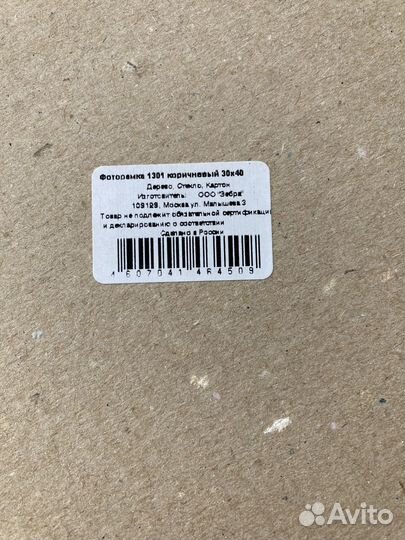 Фоторамка 1301 коричневый 30х40
Дерево, Стекло, Картон
Изготовитель: ООО "Зебра"
109129, Москва ул. Малышева 3
Товар не подлежит обязательной сертификации
и декларированию о соответствии
Сделано в России
4 607041 464509
Avito